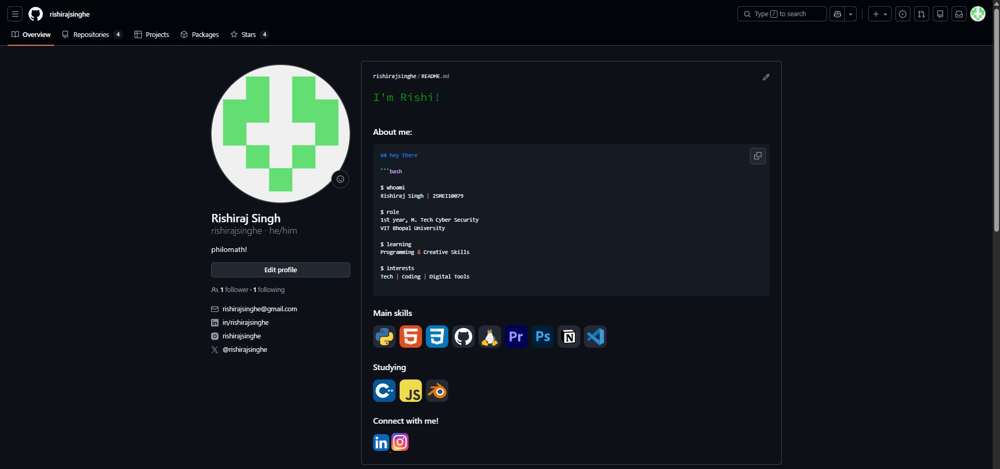 rishirajsinghe
Type / to search
Overview
Repositories 4
Projects
Packages
Stars 4
Rishiraj Singh
rishirajsinghe · he/him
philomath!
Edit profile
1 follower · 1 following
rishirajsinghe@gmail.com
in/rishirajsinghe
rishirajsinghe
@rishirajsinghe
rishirajsinghe/README.md
I'm Rishi!
About me:
## hey there
```bash
$ whoami
Rishiraj Singh | 25MEI10079
$ role
1st year, M. Tech Cyber Security
VIT Bhopal University
$ learning
Programming & Creative Skills
$ interests
Tech | Coding | Digital Tools
Main skills
Pr
Ps
N
Studying
C++
JS
Connect with me!
in